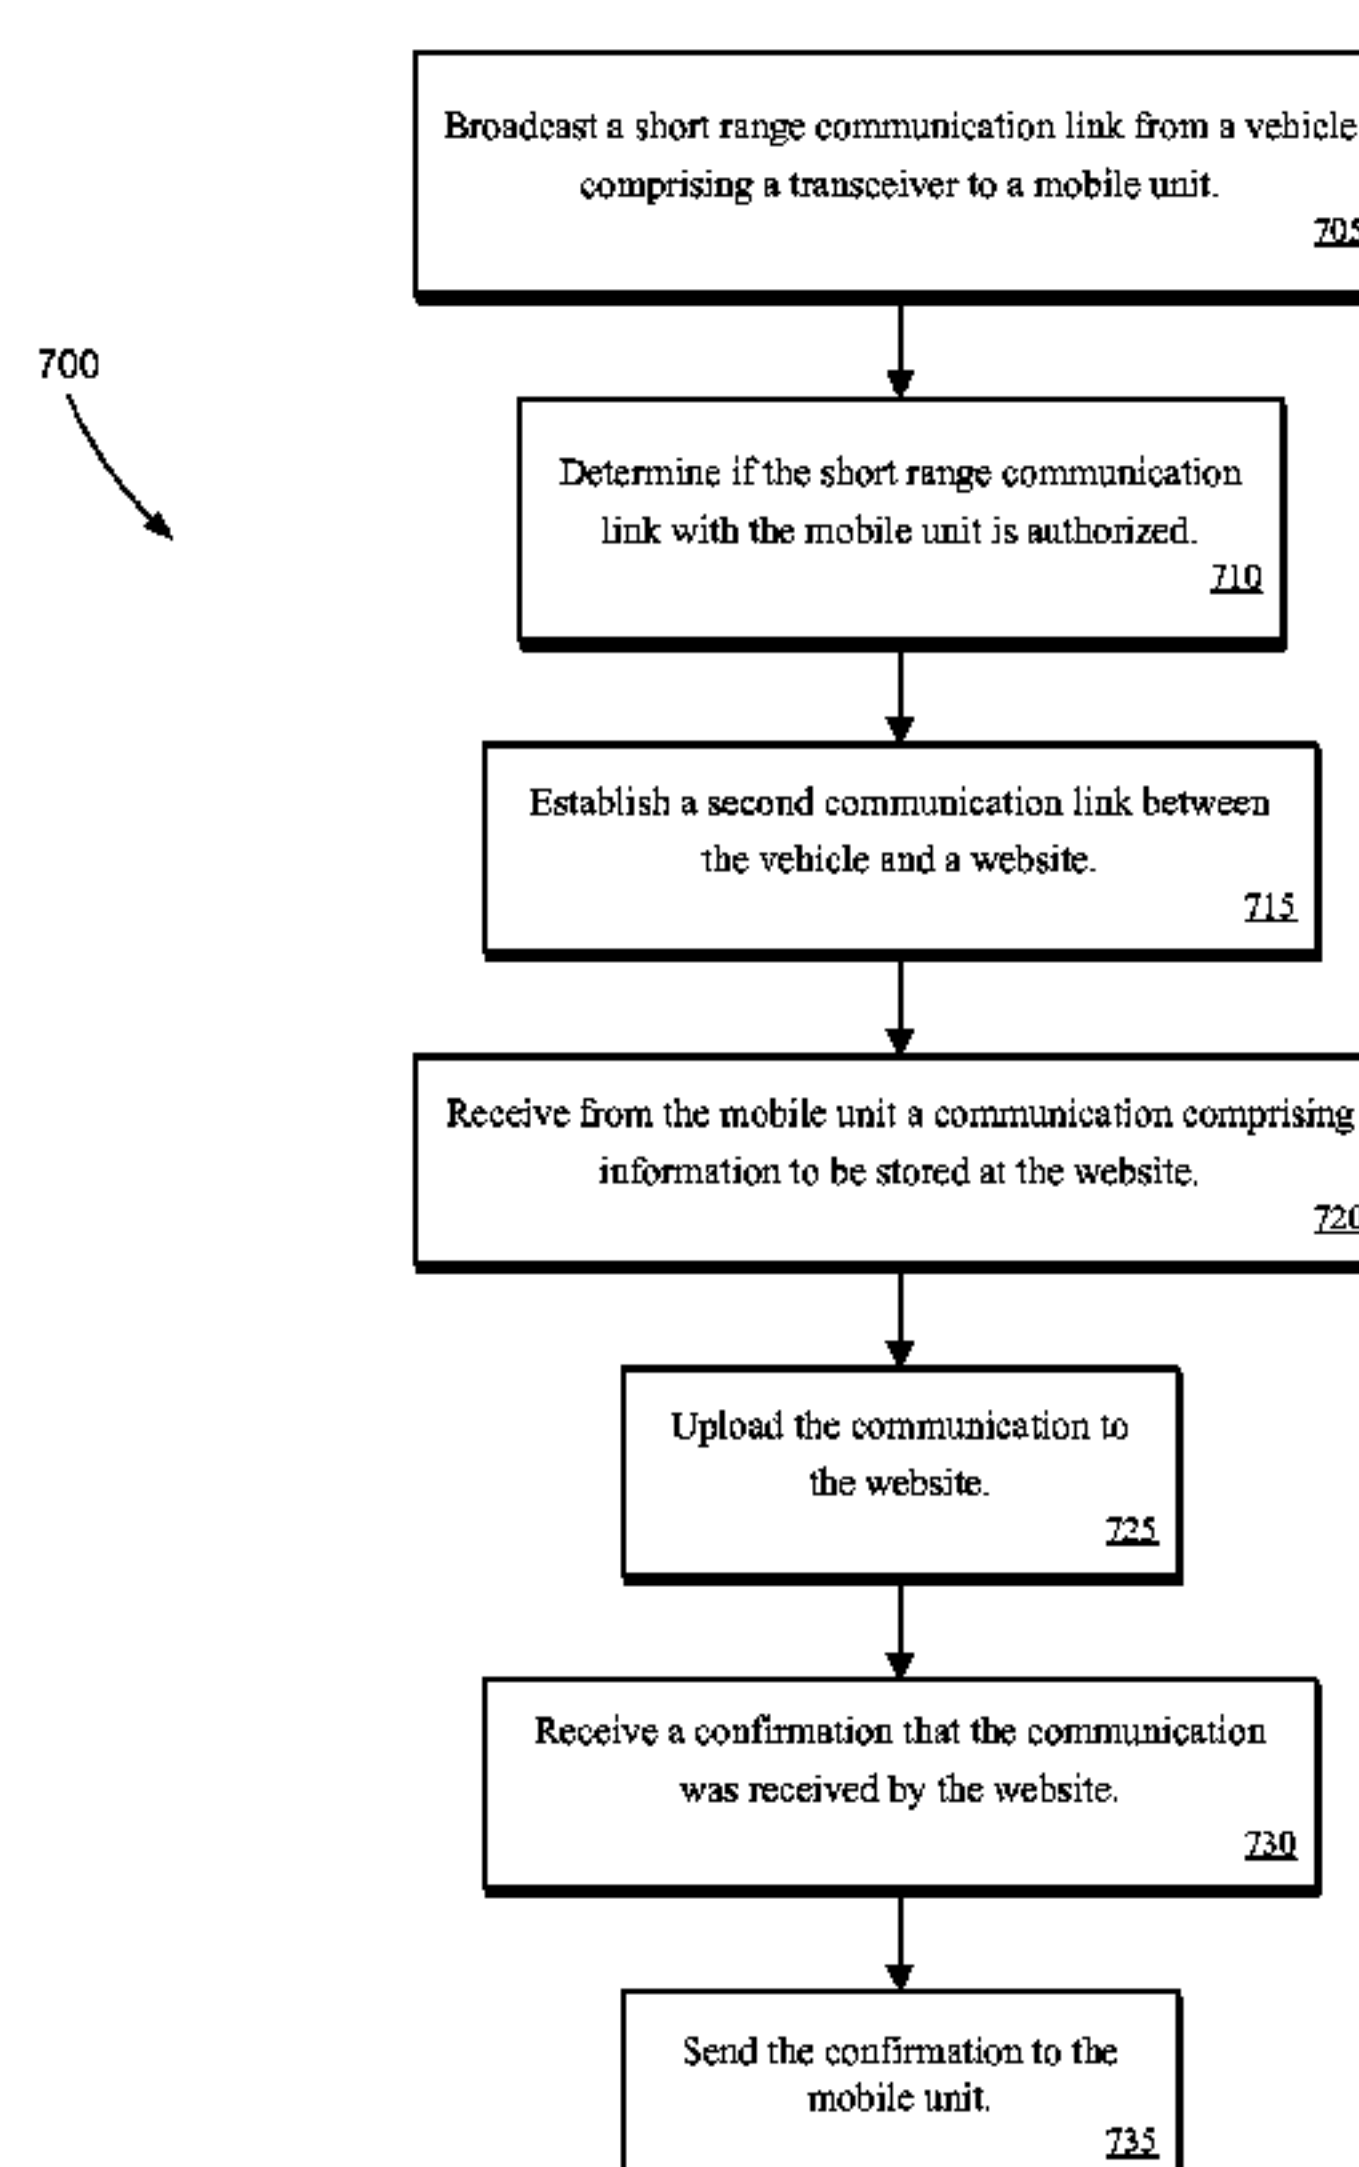 Broadcast a short range communication link from a vehicle
comprising a transceiver to a mobile unit.
705
700
Determine if the short range communication
link with the mobile unit is authorized.
710
Establish a second communication link between
the vehicle and a website.
715
Receive from the mobile unit a communication comprising
information to be stored at the website.
720
Upload the communication to
the website.
725
Receive a confirmation that the communication
was received by the website.
730
Send the confirmation to the
mobile unit.
735